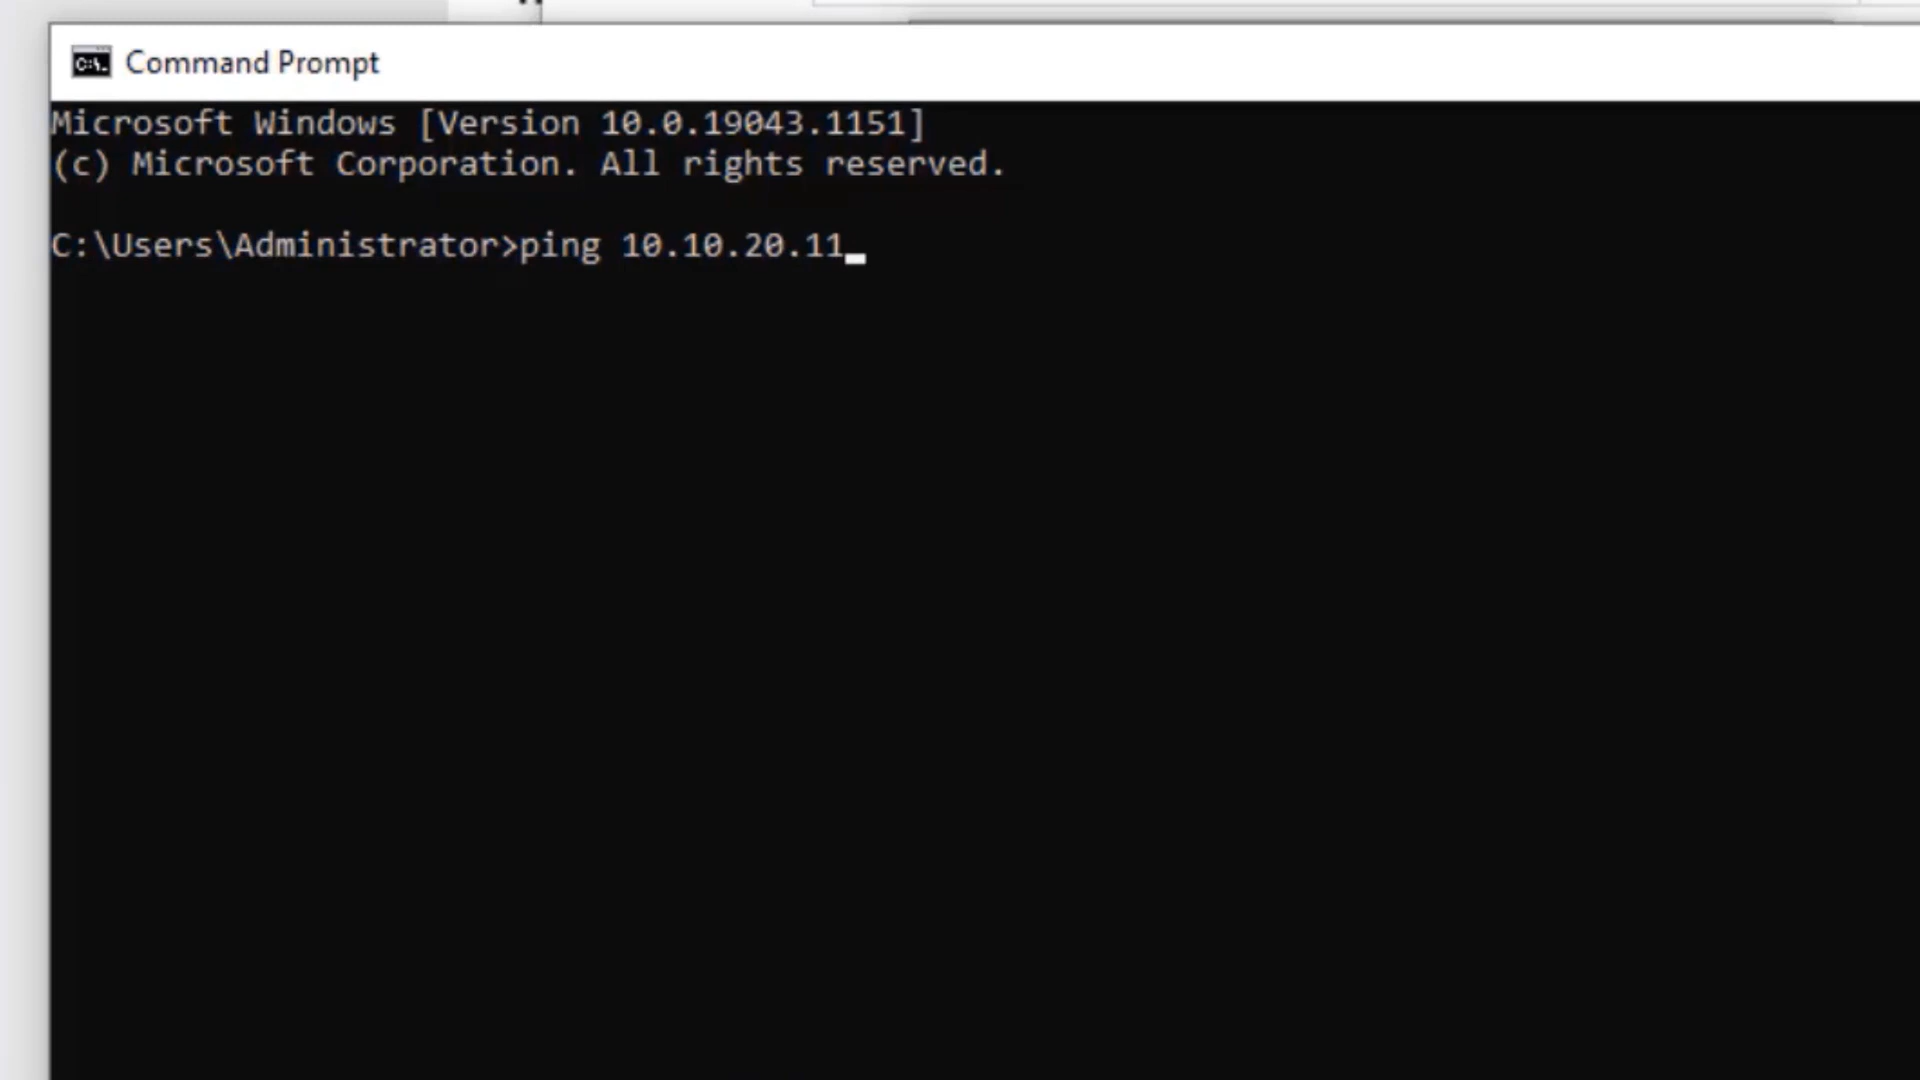 Command Prompt
Microsoft Windows [Version 10.0.19043.1151]
(c) Microsoft Corporation. All rights reserved.
C:\Users\Administrator>ping 10.10.20.11